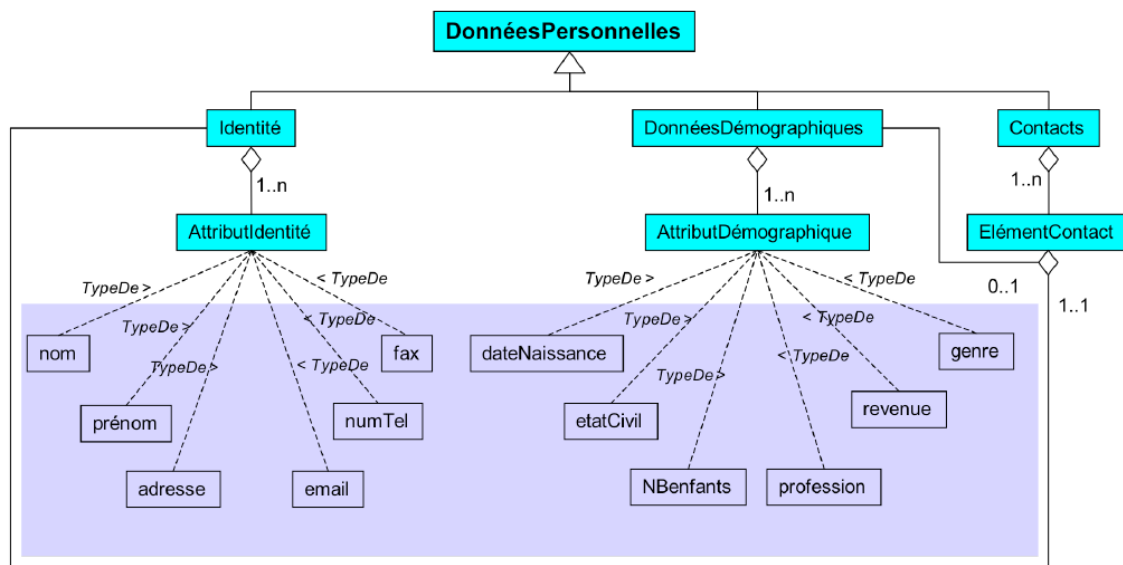 DonnéesPersonnelles
Identité
DonnéesDémographiques
Contacts
1..n
1..n
1..n
AttributIdentité
AttributDémographique
ElémentContact
TypeDe >
< TypeDe
TypeDe >
< TypeDe
0..1
1..1
TypeDe >
< TypeDe
TypeDe >
< TypeDe
nom
fax
dateNaissance
genre
TypeDe >
< TypeDe
TypeDe >
< TypeDe
prénom
numTel
etatCivil
revenue
adresse
email
NBenfants
profession